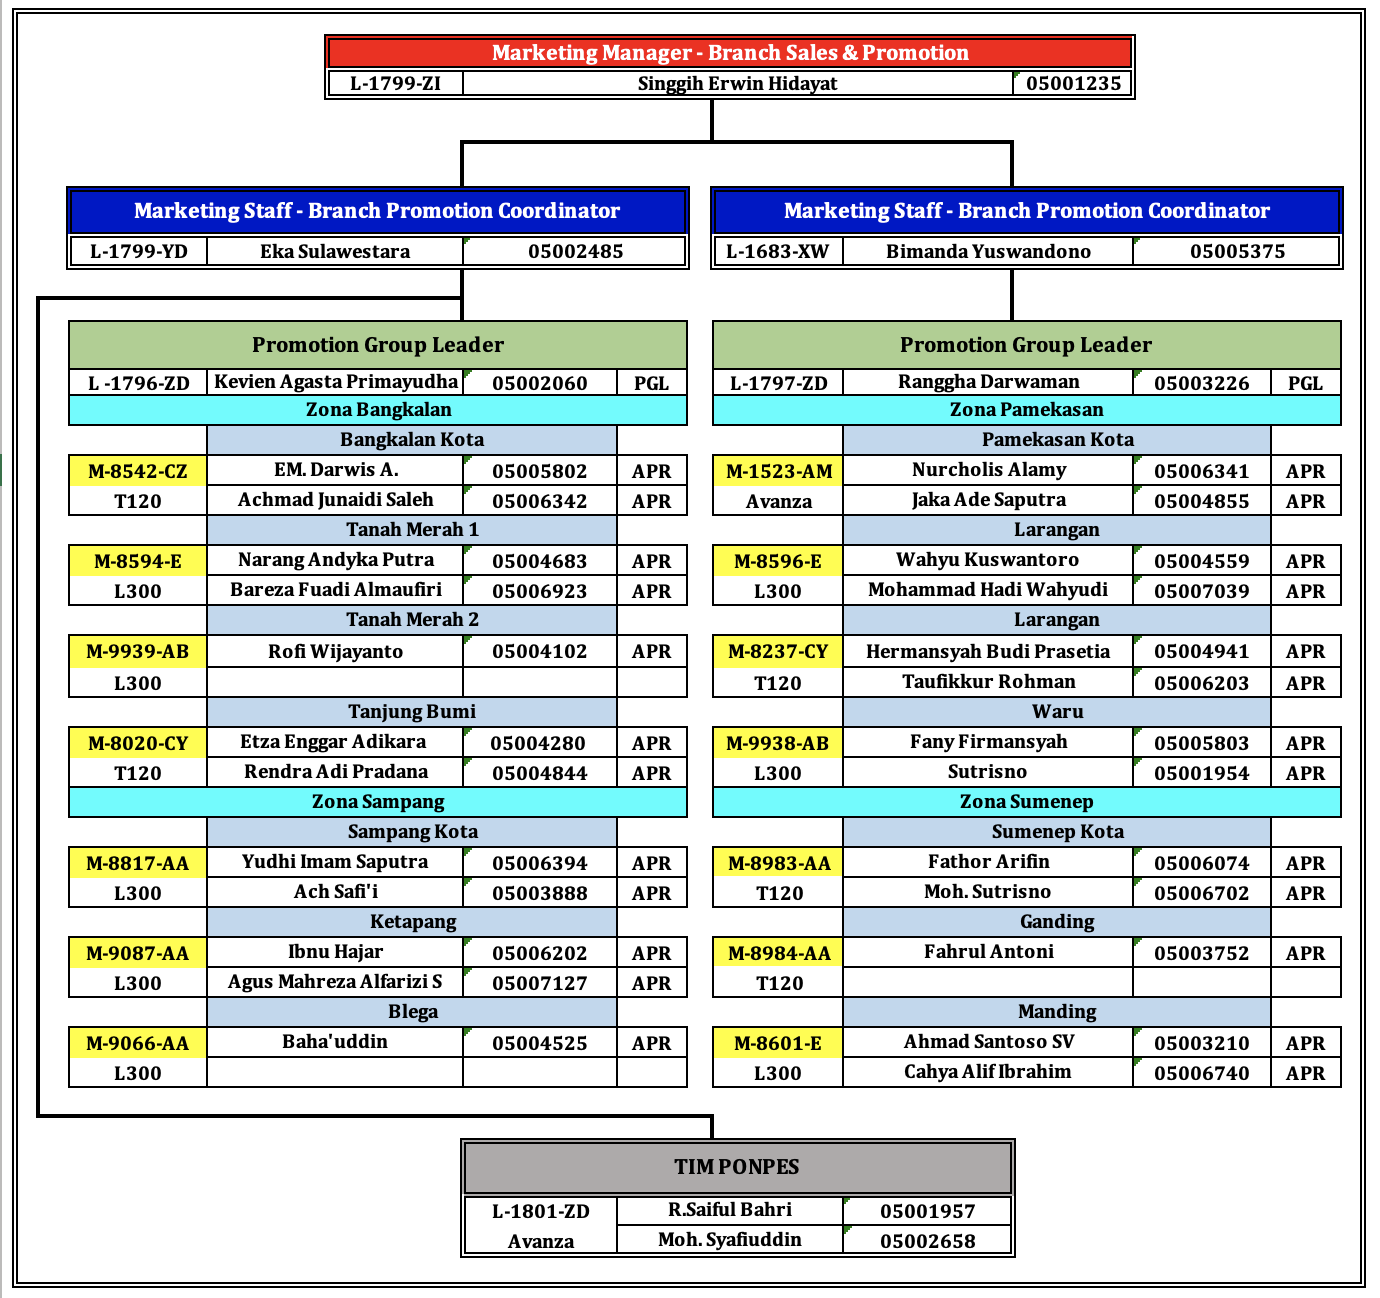 Marketing Manager - Branch Sales & Promotion
L-1799-ZI Singgih Erwin Hidayat 05001235
Marketing Staff - Branch Promotion Coordinator
L-1799-YD Eka Sulawestara 05002485
Marketing Staff - Branch Promotion Coordinator
L-1683-XW Bimanda Yuswandono 05005375
Promotion Group Leader
L -1796-ZD Kevien Agasta Primayudha 05002060 PGL
Zona Bangkalan
Bangkalan Kota
M-8542-CZ EM. Darwis A. 05005802 APR
T120 Achmad Junaidi Saleh 05006342 APR
Tanah Merah 1
M-8594-E Narang Andyka Putra 05004683 APR
L300 Bareza Fuadi Almaufiri 05006923 APR
Tanah Merah 2
M-9939-AB Rofi Wijayanto 05004102 APR
L300
Tanjung Bumi
M-8020-CY Etza Enggar Adikara 05004280 APR
T120 Rendra Adi Pradana 05004844 APR
Zona Sampang
Sampang Kota
M-8817-AA Yudhi Imam Saputra 05006394 APR
L300 Ach Safi'i 05003888 APR
Ketapang
M-9087-AA Ibnu Hajar 05006202 APR
L300 Agus Mahreza Alfarizi S 05007127 APR
Blega
M-9066-AA Baha'uddin 05004525 APR
L300
Promotion Group Leader
L-1797-ZD Ranggha Darwaman 05003226 PGL
Zona Pamekasan
Pamekasan Kota
M-1523-AM Nurcholis Alamy 05006341 APR
Avanza Jaka Ade Saputra 05004855 APR
Larangan
M-8596-E Wahyu Kuswantoro 05004559 APR
L300 Mohammad Hadi Wahyudi 05007039 APR
Larangan
M-8237-CY Hermansyah Budi Prasetia 05004941 APR
T120 Taufikkur Rohman 05006203 APR
Waru
M-9938-AB Fany Firmansyah 05005803 APR
L300 Sutrisno 05001954 APR
Zona Sumenep
Sumenep Kota
M-8983-AA Fathor Arifin 05006074 APR
T120 Moh. Sutrisno 05006702 APR
Ganding
M-8984-AA Fahrul Antoni 05003752 APR
T120
Manding
M-8601-E Ahmad Santoso SV 05003210 APR
L300 Cahya Alif Ibrahim 05006740 APR
TIM PONPES
L-1801-ZD R.Saiful Bahri 05001957
Avanza Moh. Syafiuddin 05002658